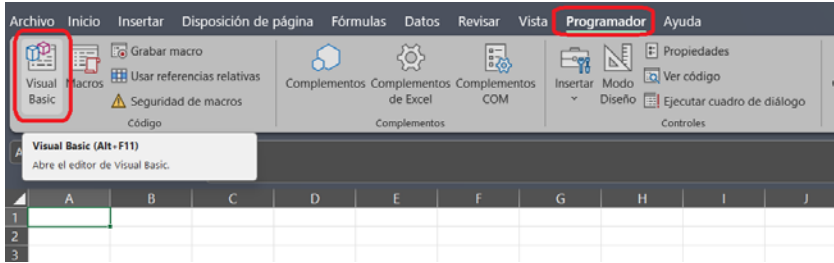 Archivo Inicio Insertar Disposición de página Fórmulas Datos Revisar Vista Programador Ayuda
Visual Basic
Macros
Grabar macro
Usar referencias relativas
Seguridad de macros
Código
Complementos
Complementos de Excel
Complementos COM
Complementos
Insertar
Modo Diseño
Propiedades
Ver código
Ejecutar cuadro de diálogo
Controles
Visual Basic (Alt+F11)
Abre el editor de Visual Basic.
A B C D E F G H I J
1
2
3